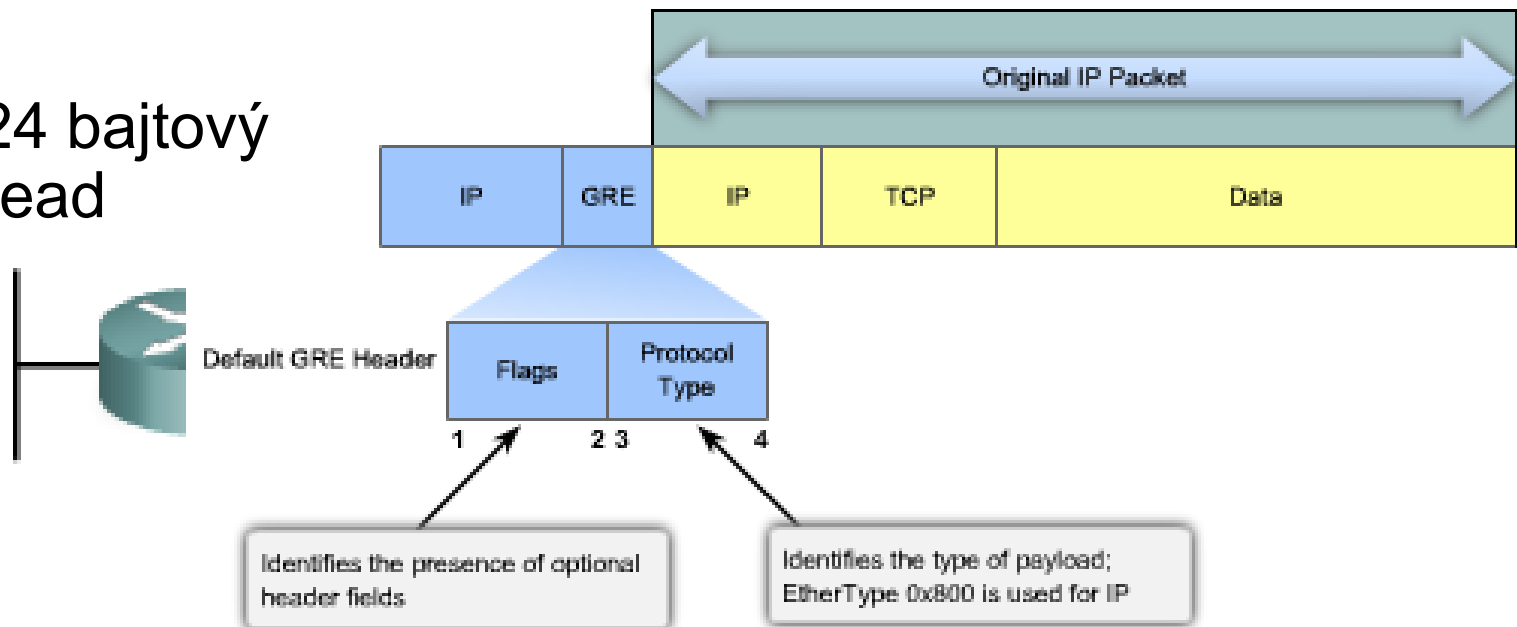 Original IP Packet
24 bajtový
ead
IP GRE IP TCP Data
Default GRE Header
Flags
Protocol
Type
1 2 3 4
Identifies the presence of optional
header fields
Identifies the type of payload;
EtherType 0x800 is used for IP